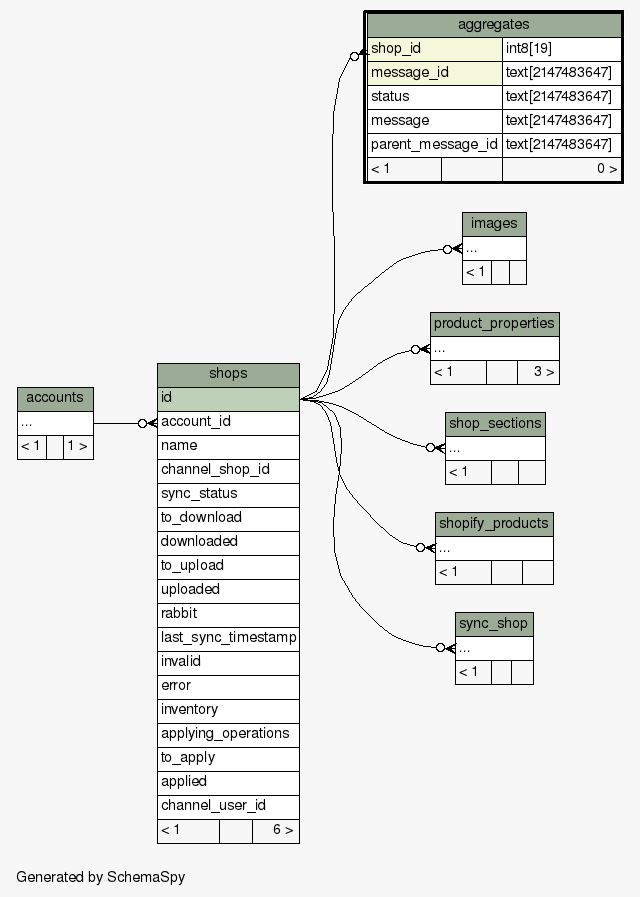 aggregates
shop_id int8[19]
message_id text[2147483647]
status text[2147483647]
message text[2147483647]
parent_message_id text[2147483647]
< 1 0 >
images
...
< 1
product_properties
...
< 1 3 >
shops
id
account_id
name
channel_shop_id
sync_status
to_download
downloaded
to_upload
uploaded
rabbit
last_sync_timestamp
invalid
error
inventory
applying_operations
to_apply
applied
channel_user_id
< 1 6 >
accounts
...
< 1 1 >
shop_sections
...
< 1
shopify_products
...
< 1
sync_shop
...
< 1
Generated by SchemaSpy